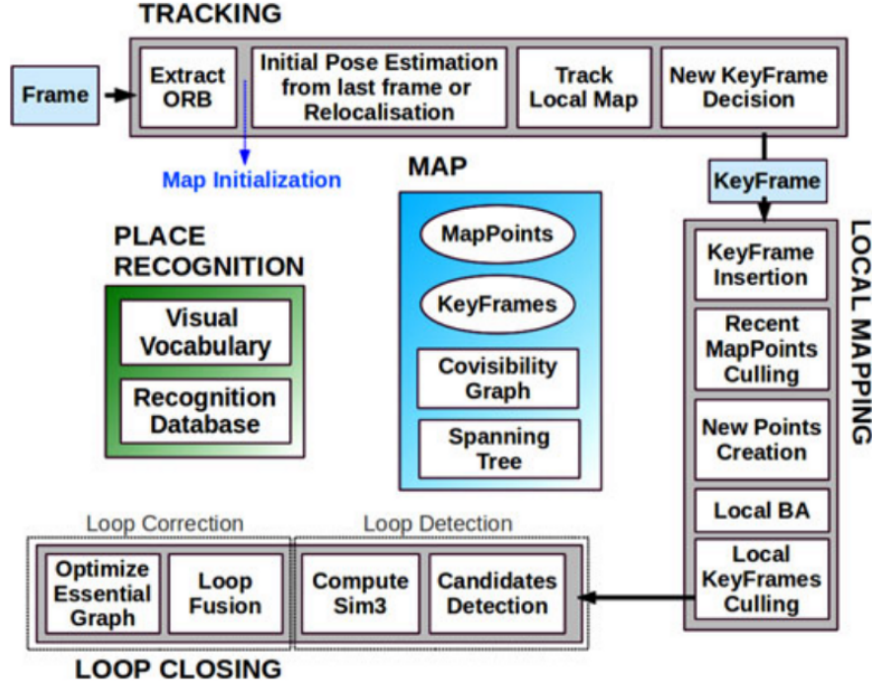 TRACKING
Frame
Extract
ORB
Initial Pose Estimation
from last frame or
Relocalisation
Track
Local Map
New KeyFrame
Decision
Map Initialization
KeyFrame
MAP
MapPoints
KeyFrames
Covisibility
Graph
Spanning
Tree
PLACE
RECOGNITION
Visual
Vocabulary
Recognition
Database
LOCAL MAPPING
KeyFrame
Insertion
Recent
MapPoints
Culling
New Points
Creation
Local BA
Local
KeyFrames
Culling
Loop Correction
Loop Detection
Optimize
Essential
Graph
Loop
Fusion
Compute
Sim3
Candidates
Detection
LOOP CLOSING